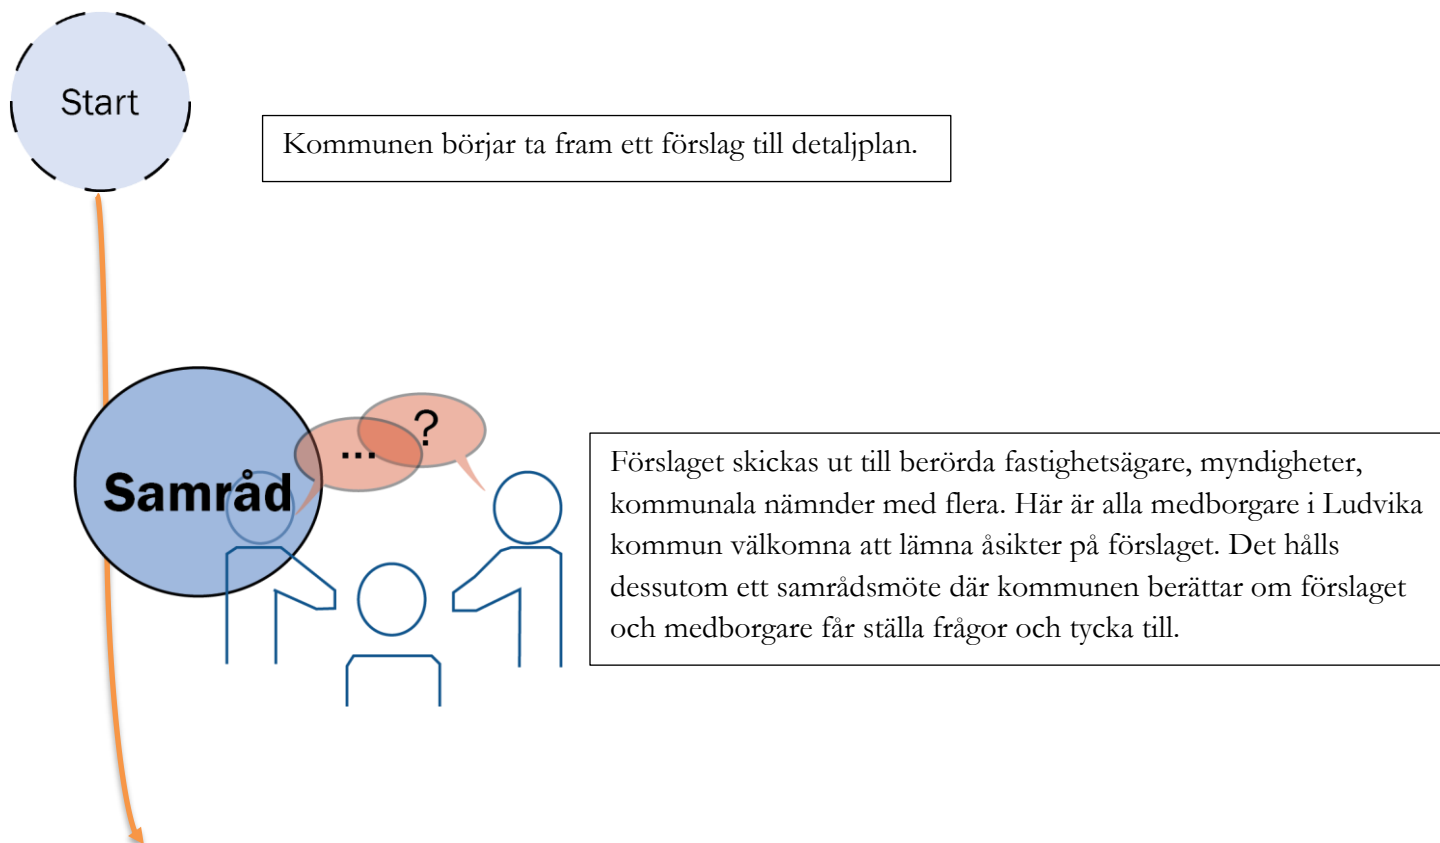 Start
Kommunen börjar ta fram ett förslag till detaljplan.
Samråd
...
?
Förslaget skickas ut till berörda fastighetsägare, myndigheter,
kommunala nämnder med flera. Här är alla medborgare i Ludvika
kommun välkomna att lämna åsikter på förslaget. Det hålls
dessutom ett samrådsmöte där kommunen berättar om förslaget
och medborgare får ställa frågor och tycka till.